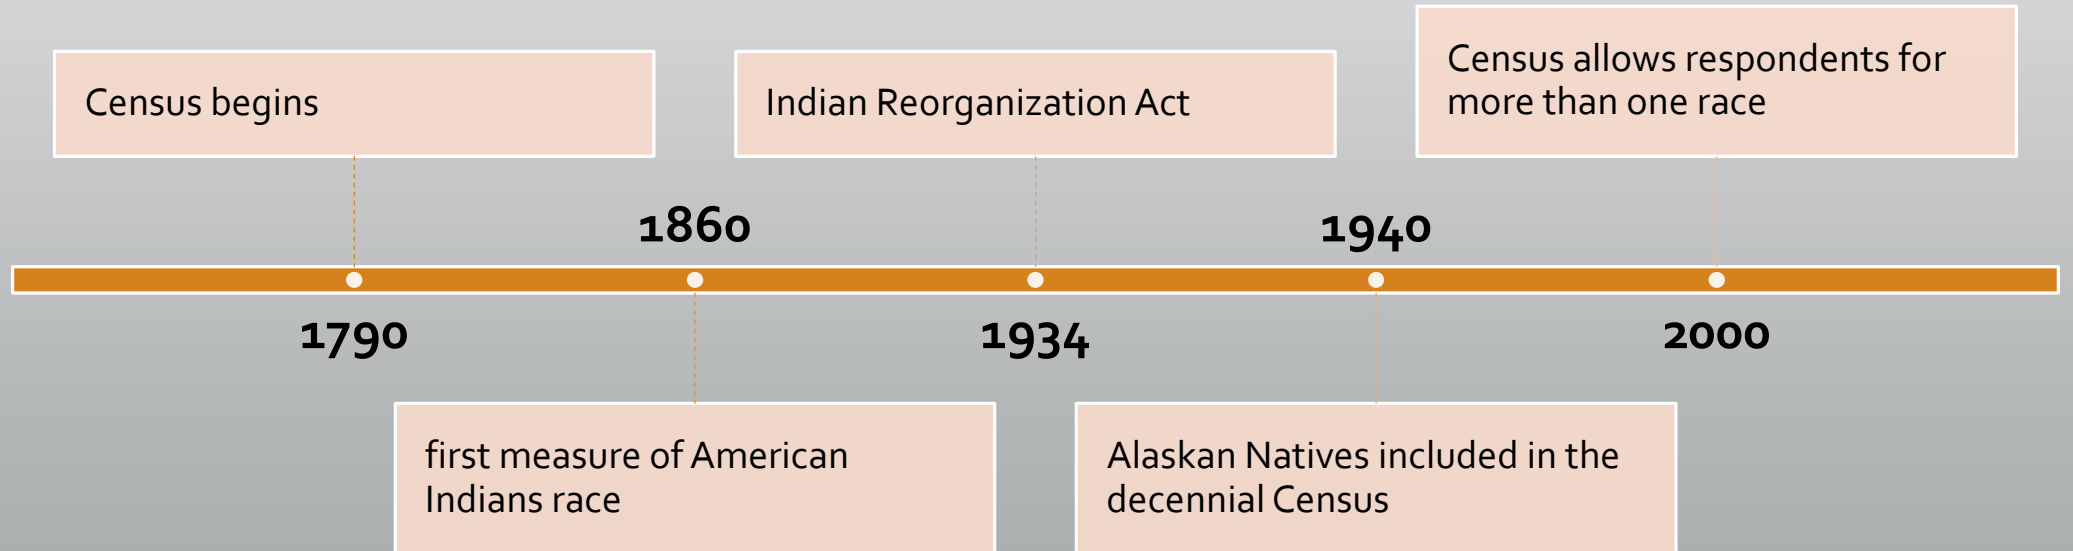 Census begins
1790
1860
first measure of American
Indians race
Indian Reorganization Act
1934
1940
Alaskan Natives included in the
decennial Census
Census allows respondents for
more than one race
2000